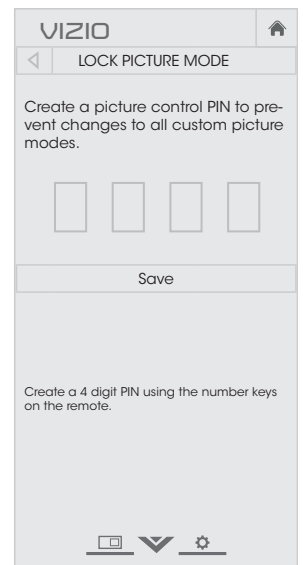 VIZIO
LOCK PICTURE MODE
Create a picture control PIN to pre-
vent changes to all custom picture
modes.
Save
Create a 4 digit PIN using the number keys
on the remote.